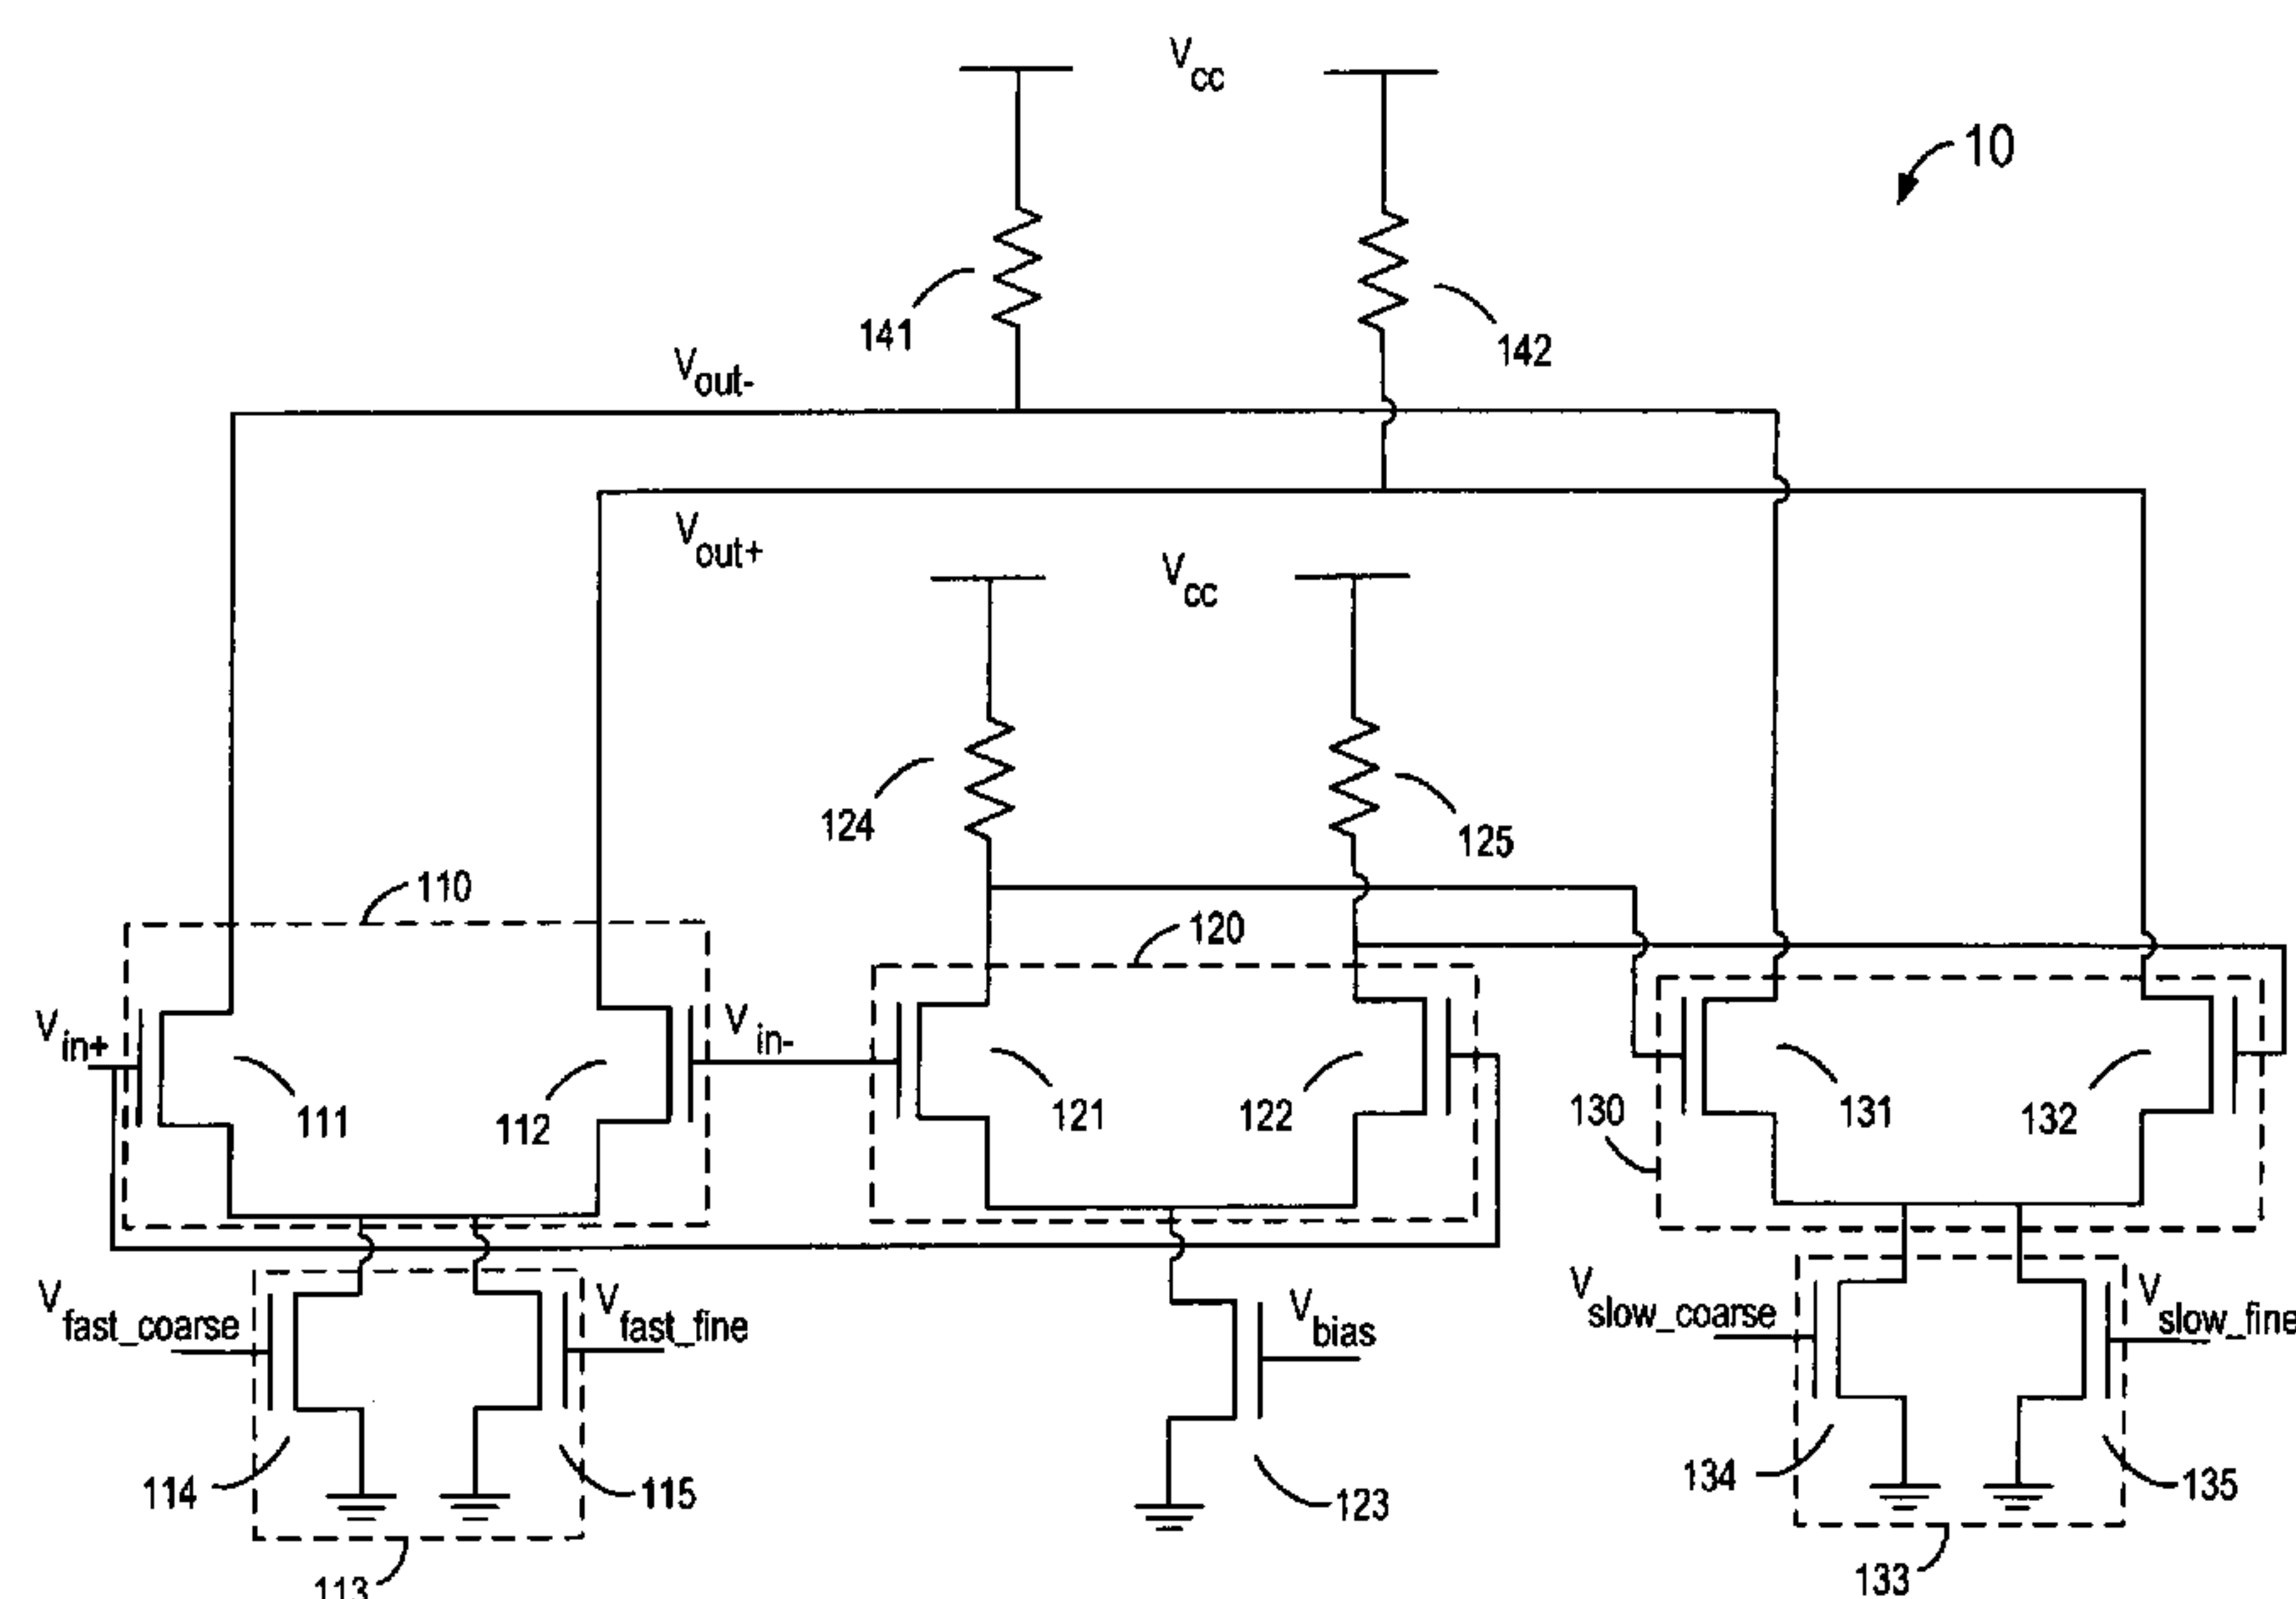 Vcc
10
141
142
Vout-
Vout+
Vcc
124
125
110
120
Vin+
Vin-
111
112
121
122
130
131
132
Vfast_coarse
Vfast_fine
Vbias
Vslow_coarse
Vslow_fine
114
115
123
134
135
113
133